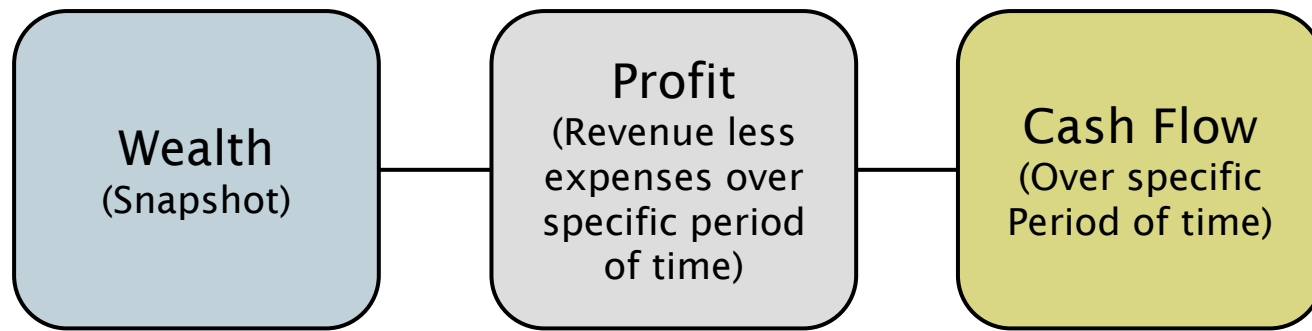 Wealth
(Snapshot)
Profit
(Revenue less
expenses over
specific period
of time)
Cash Flow
(Over specific
Period of time)